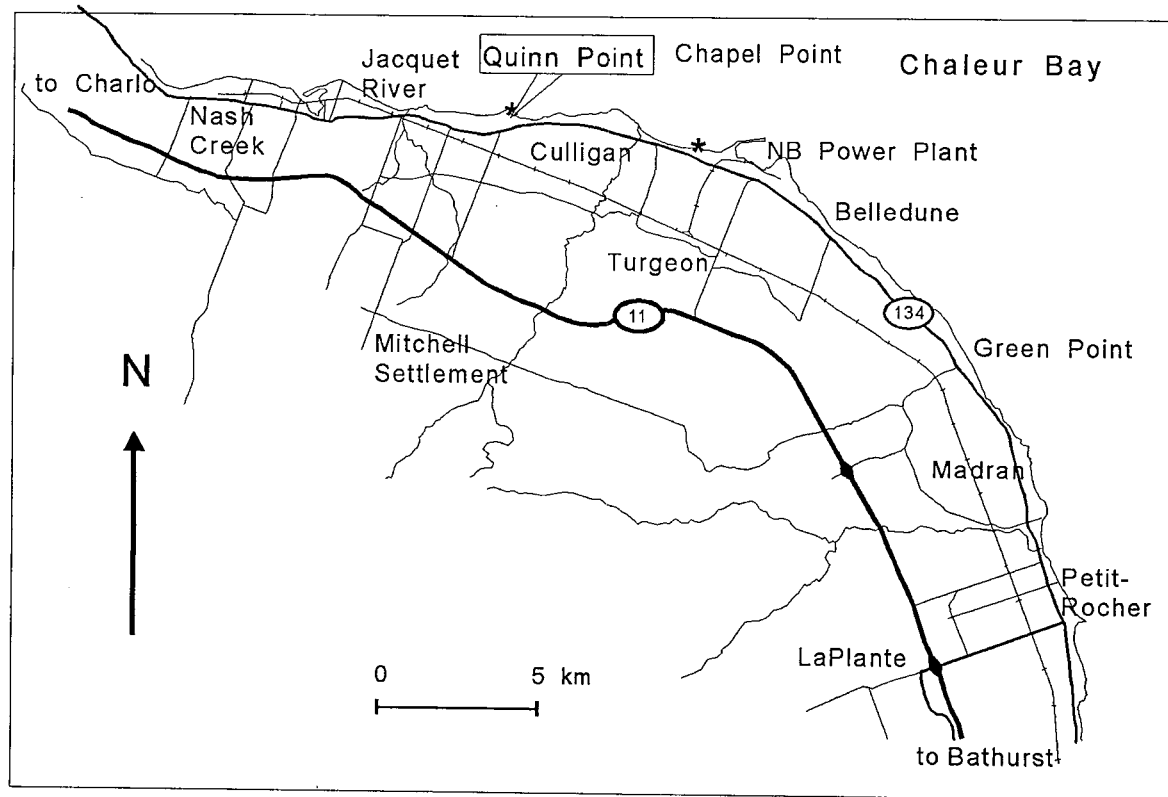 Jacquet
River
Quinn Point
Chapel Point
Chaleur Bay
to Charlo
Nash
Creek
Culligan
NB Power Plant
Belledune
Turgeon
11
134
Mitchell
Settlement
Green Point
N
Madran
Petit-
Rocher
LaPlante
0 5 km
to Bathurst